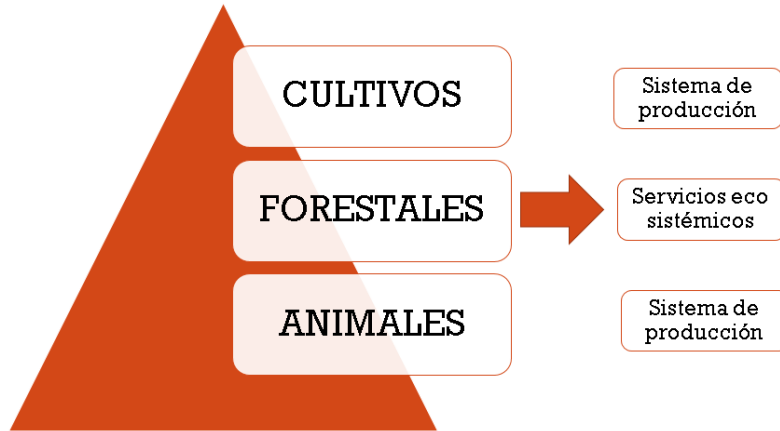 CULTIVOS
Sistema de
producción
FORESTALES
Servicios eco
sistémicos
ANIMALES
Sistema de
producción